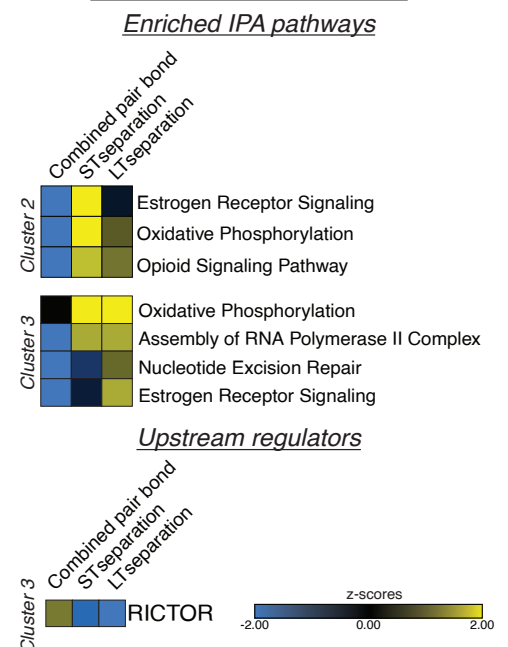 Enriched IPA pathways
Combined pair bond
STseparation
LTseparation
Cluster 2
Estrogen Receptor Signaling
Oxidative Phosphorylation
Opioid Signaling Pathway
Cluster 3
Oxidative Phosphorylation
Assembly of RNA Polymerase II Complex
Nucleotide Excision Repair
Estrogen Receptor Signaling
Upstream regulators
Combined pair bond
STseparation
LTseparation
Cluster 3
RICTOR
z-scores
-2.00 0.00 2.00